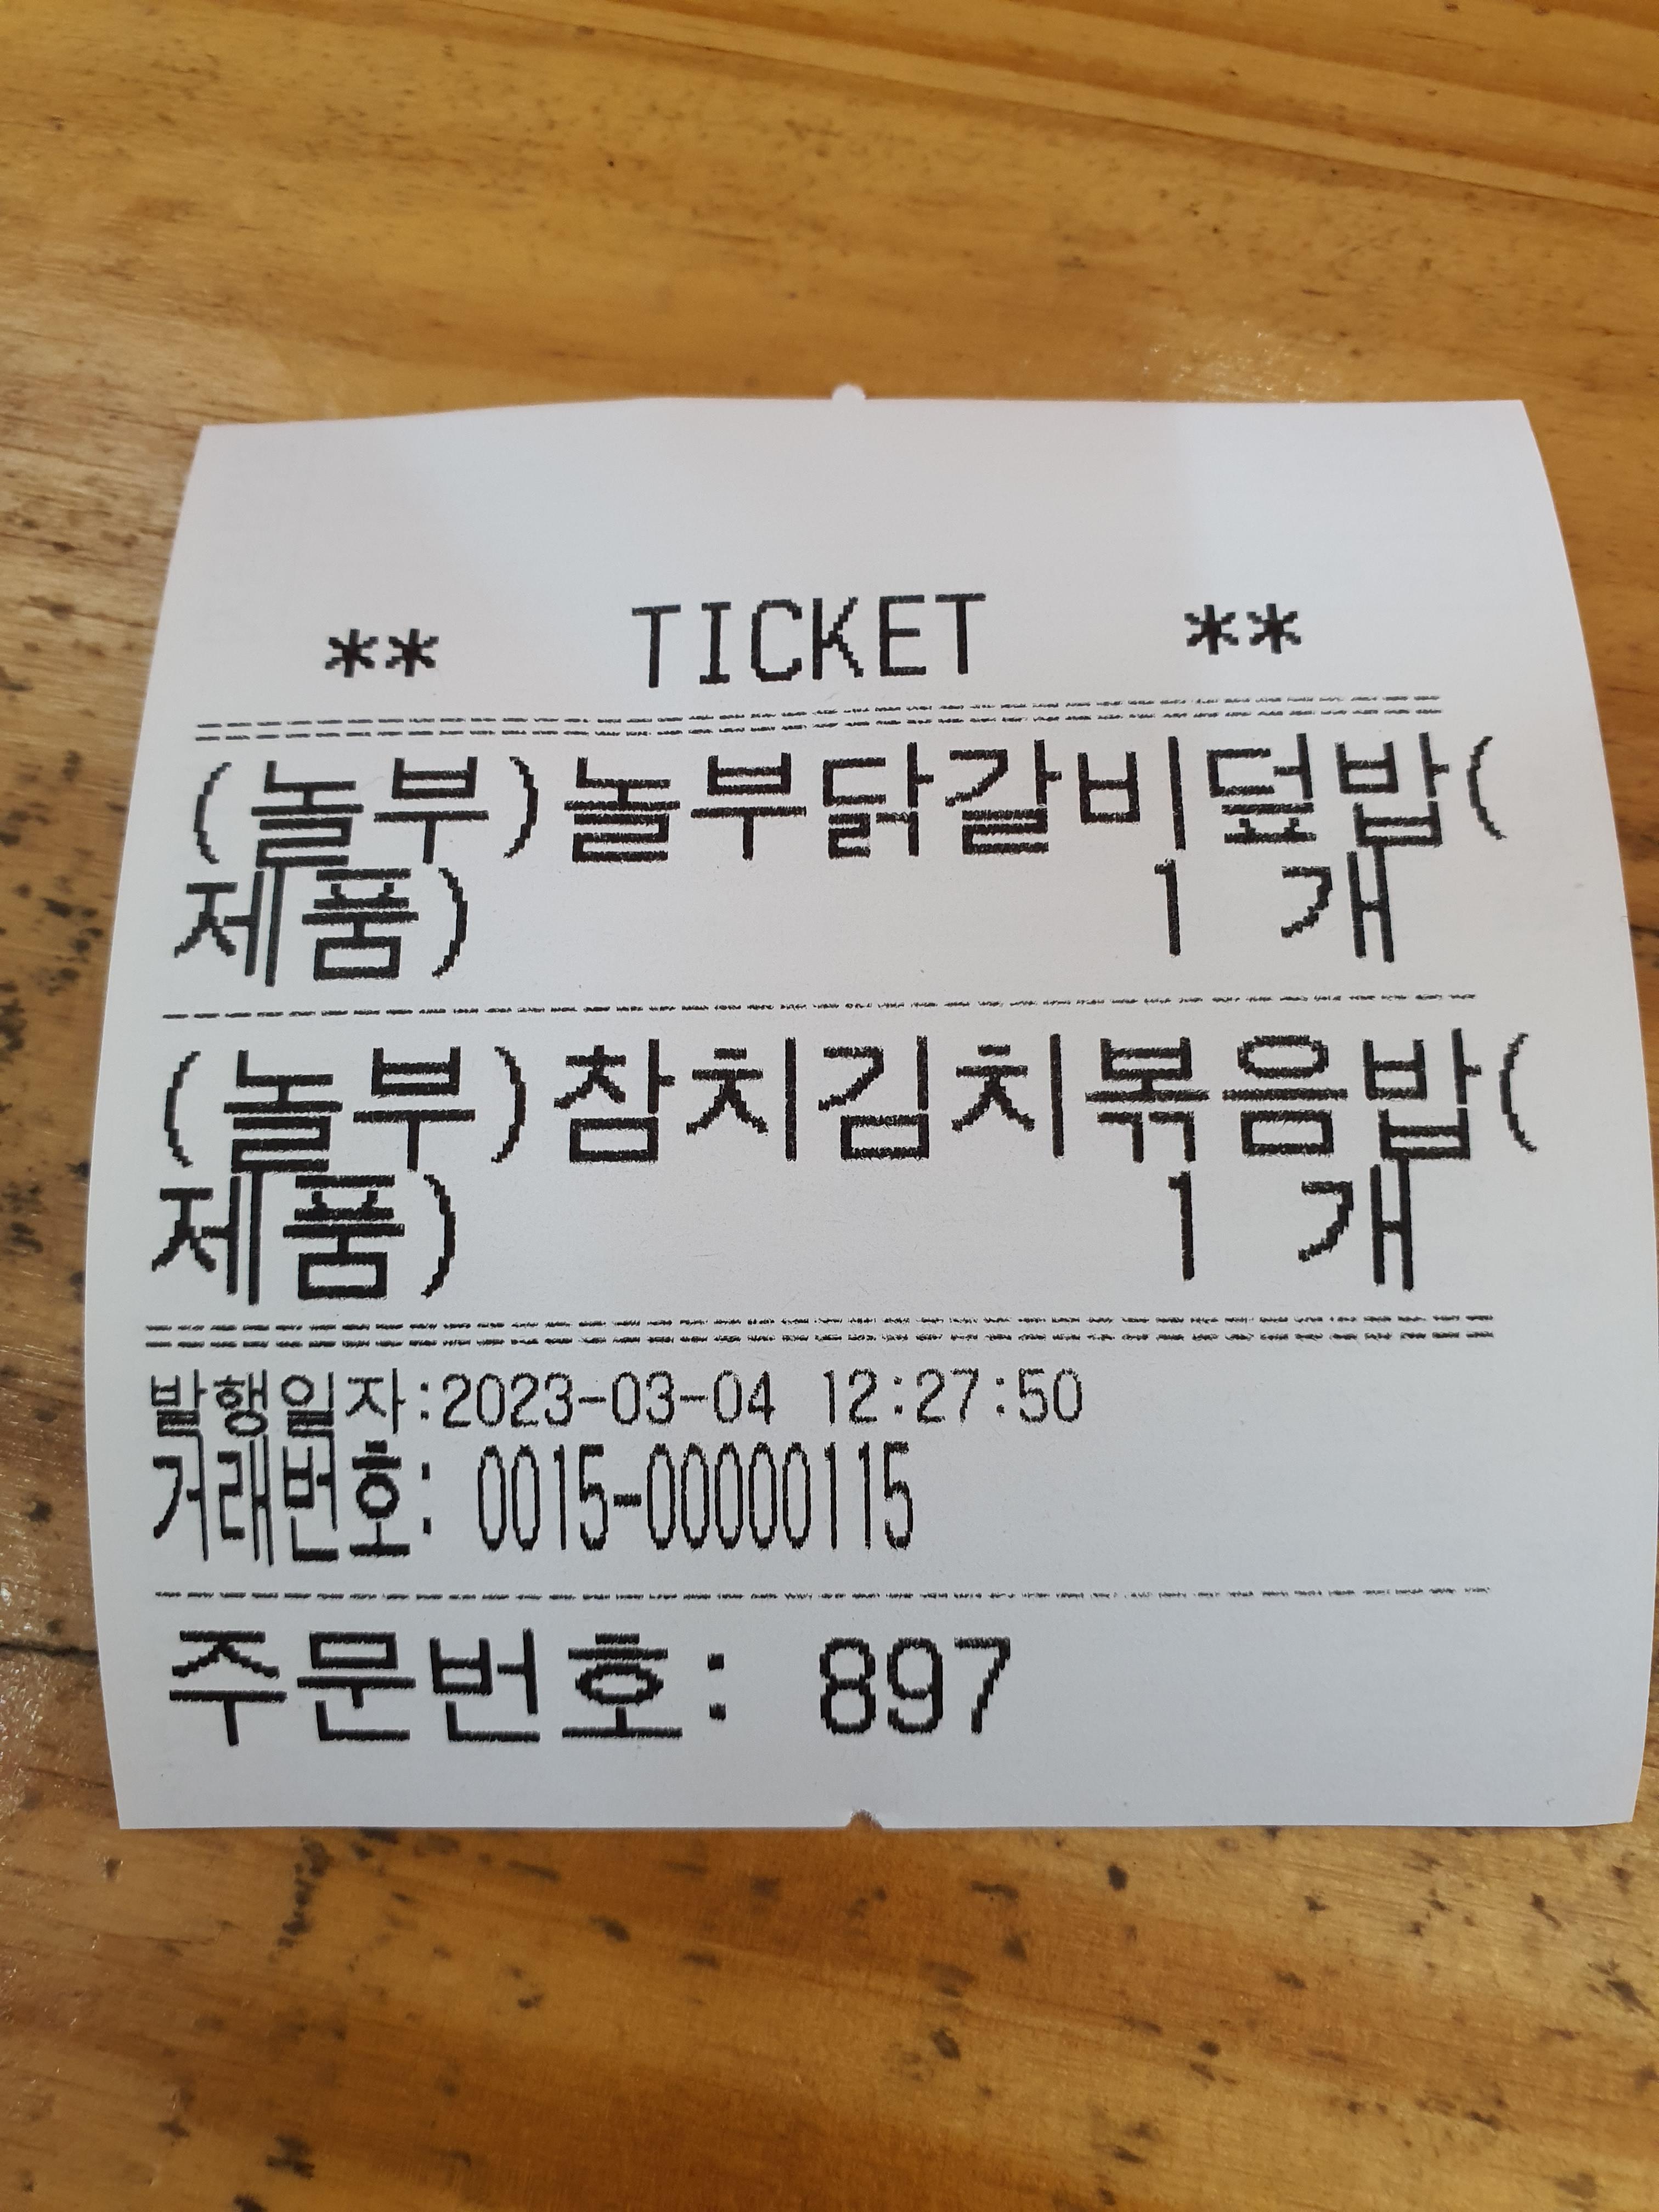 ** TICKET **
(놀부)놀부닭갈비덮밥(
제품) 1 개
(놀부)참치김치볶음밥(
제품) 1 개
발행일자:2023-03-04 12:27:50
거래번호: 0015-00000115
주문번호: 897